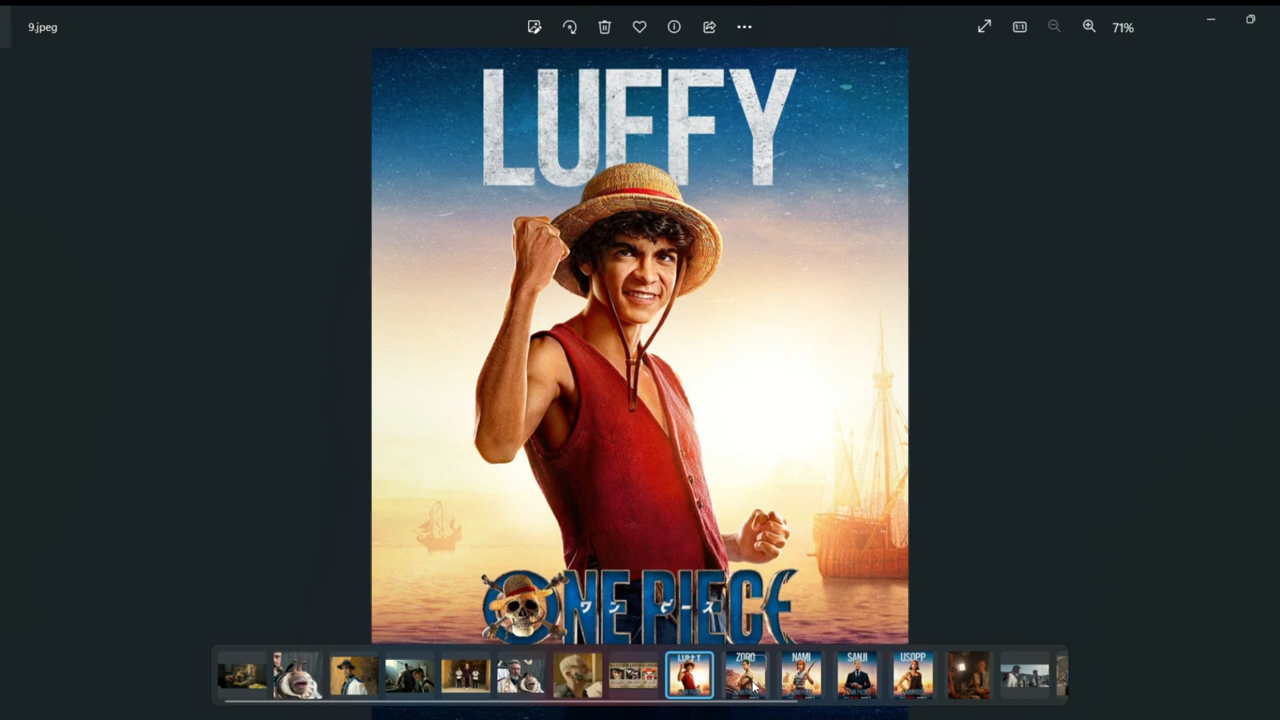 9.jpeg
71%
LUFFY
ONE PIECE
ワンピース
LUFFY
ZORO
NAMI
SANJI
USOPP